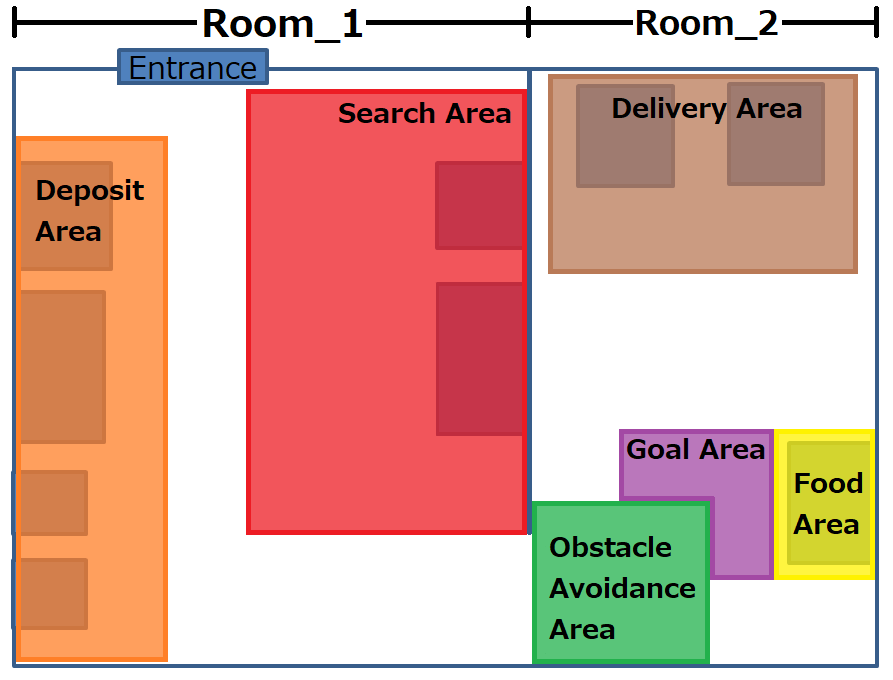 Room_1
Room_2
Entrance
Search Area
Delivery Area
Deposit
Area
Goal Area
Food
Area
Obstacle
Avoidance
Area